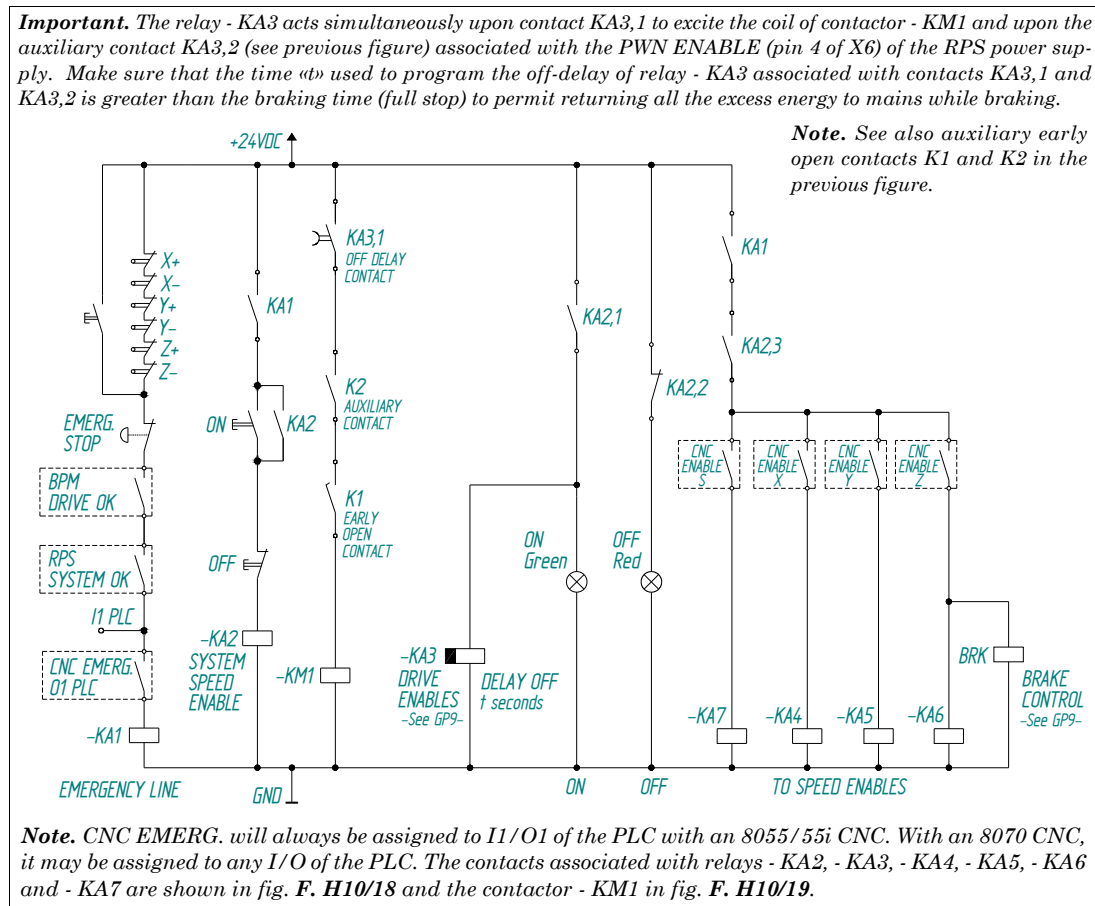 Important. The relay - KA3 acts simultaneously upon contact KA3,1 to excite the coil of contactor - KM1 and upon the
auxiliary contact KA3,2 (see previous figure) associated with the PWN ENABLE (pin 4 of X6) of the RPS power sup-
ply. Make sure that the time «t» used to program the off-delay of relay - KA3 associated with contacts KA3,1 and
KA3,2 is greater than the braking time (full stop) to permit returning all the excess energy to mains while braking.
Note. See also auxiliary early
open contacts K1 and K2 in the
previous figure.
+24VDC
X+
X-
Y+
Y-
Z+
Z-
EMERG.
STOP
BPM
DRIVE OK
RPS
SYSTEM OK
I1 PLC
CNC EMERG.
O1 PLC
-KA1
EMERGENCY LINE
KA1
ON
KA2
OFF
-KA2
SYSTEM
SPEED
ENABLE
GND
KA3,1
OFF DELAY
CONTACT
K2
AUXILIARY
CONTACT
K1
EARLY
OPEN
CONTACT
-KM1
-KA3
DRIVE
ENABLES
-See GP9-
DELAY OFF
t seconds
KA2,1
ON
Green
ON
KA2,2
OFF
Red
OFF
KA1
KA2,3
CNC
ENABLE
S
CNC
ENABLE
X
CNC
ENABLE
Y
CNC
ENABLE
Z
-KA7
-KA4
-KA5
-KA6
BRK
BRAKE
CONTROL
-See GP9-
TO SPEED ENABLES
Note. CNC EMERG. will always be assigned to I1/O1 of the PLC with an 8055/55i CNC. With an 8070 CNC,
it may be assigned to any I/O of the PLC. The contacts associated with relays - KA2, - KA3, - KA4, - KA5, - KA6
and - KA7 are shown in fig. F. H10/18 and the contactor - KM1 in fig. F. H10/19.